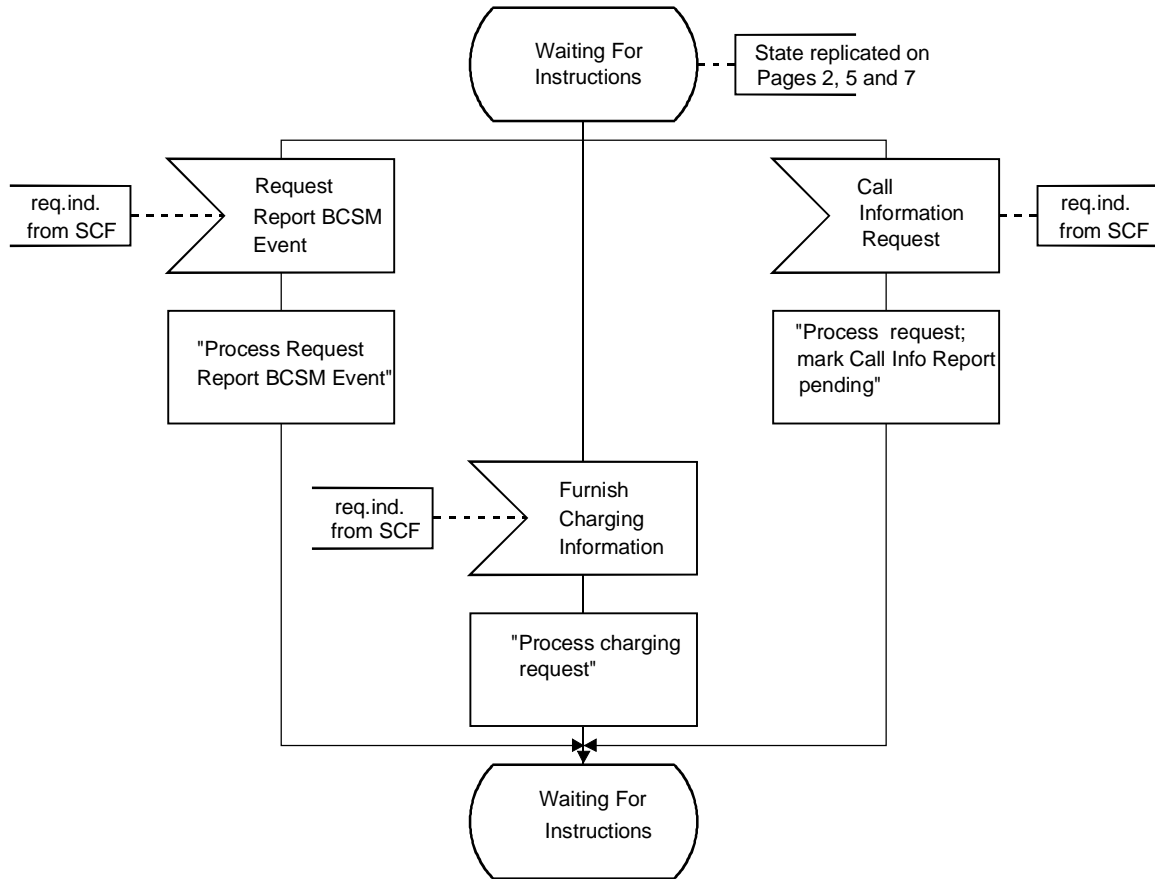 Waiting For
Instructions
State replicated on
Pages 2, 5 and 7
req.ind.
from SCF
Request
Report BCSM
Event
Call
Information
Request
req.ind.
from SCF
"Process Request
Report BCSM Event"
"Process request;
mark Call Info Report
pending"
req.ind.
from SCF
Furnish
Charging
Information
"Process charging
request"
Waiting For
Instructions